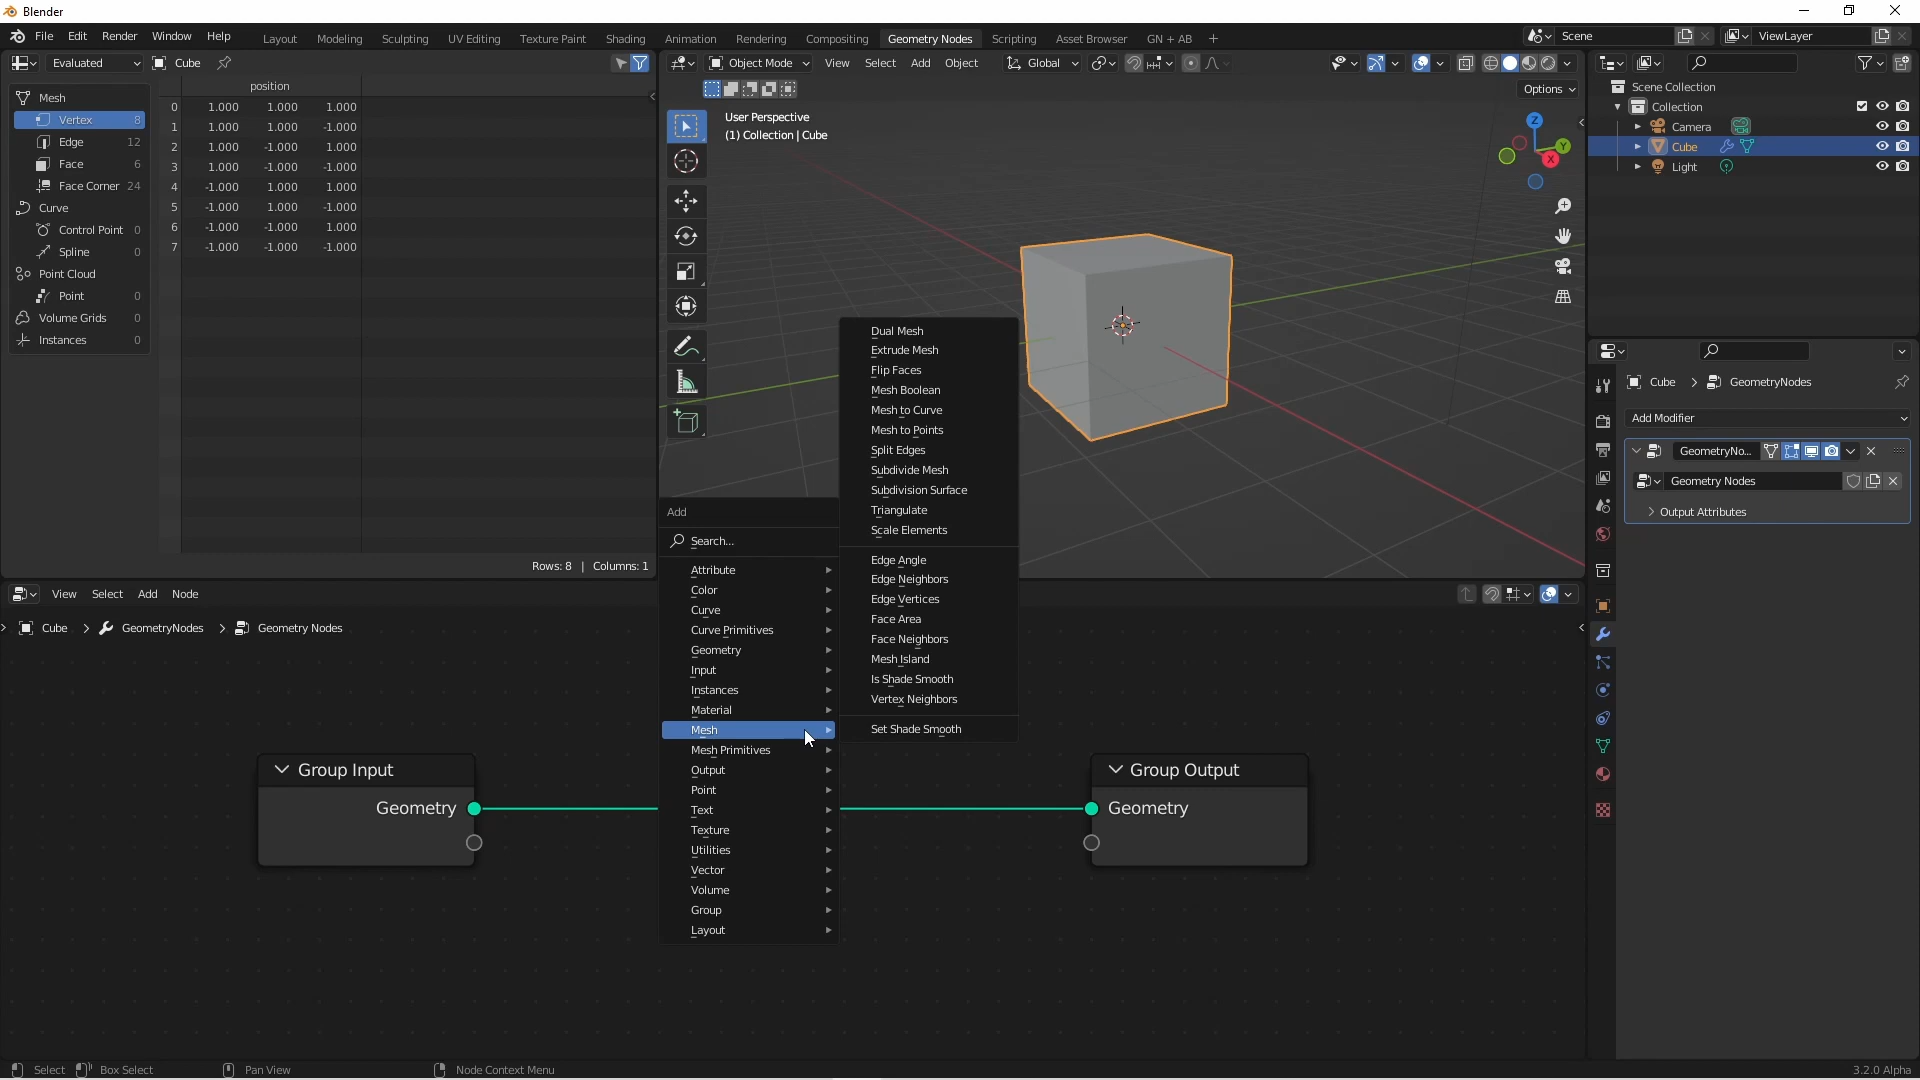 Blender
File Edit Render Window Help Layout Modeling Sculpting UV Editing Texture Paint Shading Animation Rendering Compositing Geometry Nodes Scripting Asset Browser GN + AB + Scene ViewLayer
Evaluated Cube
position
Mesh
Vertex 8
Edge 12
Face 6
Face Corner 24
Curve
Control Point 0
Spline 0
Point Cloud
Point 0
Volume Grids 0
Instances 0
0 1.000 1.000 1.000
1 1.000 1.000 -1.000
2 1.000 -1.000 1.000
3 1.000 -1.000 -1.000
4 -1.000 1.000 1.000
5 -1.000 1.000 -1.000
6 -1.000 -1.000 1.000
7 -1.000 -1.000 -1.000
Rows: 8 | Columns: 1
Object Mode View Select Add Object Global
Options
User Perspective
(1) Collection | Cube
Z
Y
X
Scene Collection
Collection
Camera
Cube
Light
Cube GeometryNodes
Add Modifier
GeometryNo...
Geometry Nodes
Output Attributes
View Select Add Node
Cube GeometryNodes Geometry Nodes
Add
Search...
Attribute
Color
Curve
Curve Primitives
Geometry
Input
Instances
Material
Mesh
Mesh Primitives
Output
Point
Text
Texture
Utilities
Vector
Volume
Group
Layout
Dual Mesh
Extrude Mesh
Flip Faces
Mesh Boolean
Mesh to Curve
Mesh to Points
Split Edges
Subdivide Mesh
Subdivision Surface
Triangulate
Scale Elements
Edge Angle
Edge Neighbors
Edge Vertices
Face Area
Face Neighbors
Mesh Island
Is Shade Smooth
Vertex Neighbors
Set Shade Smooth
Group Input
Geometry
Group Output
Geometry
Select Box Select Pan View Node Context Menu 3.2.0 Alpha